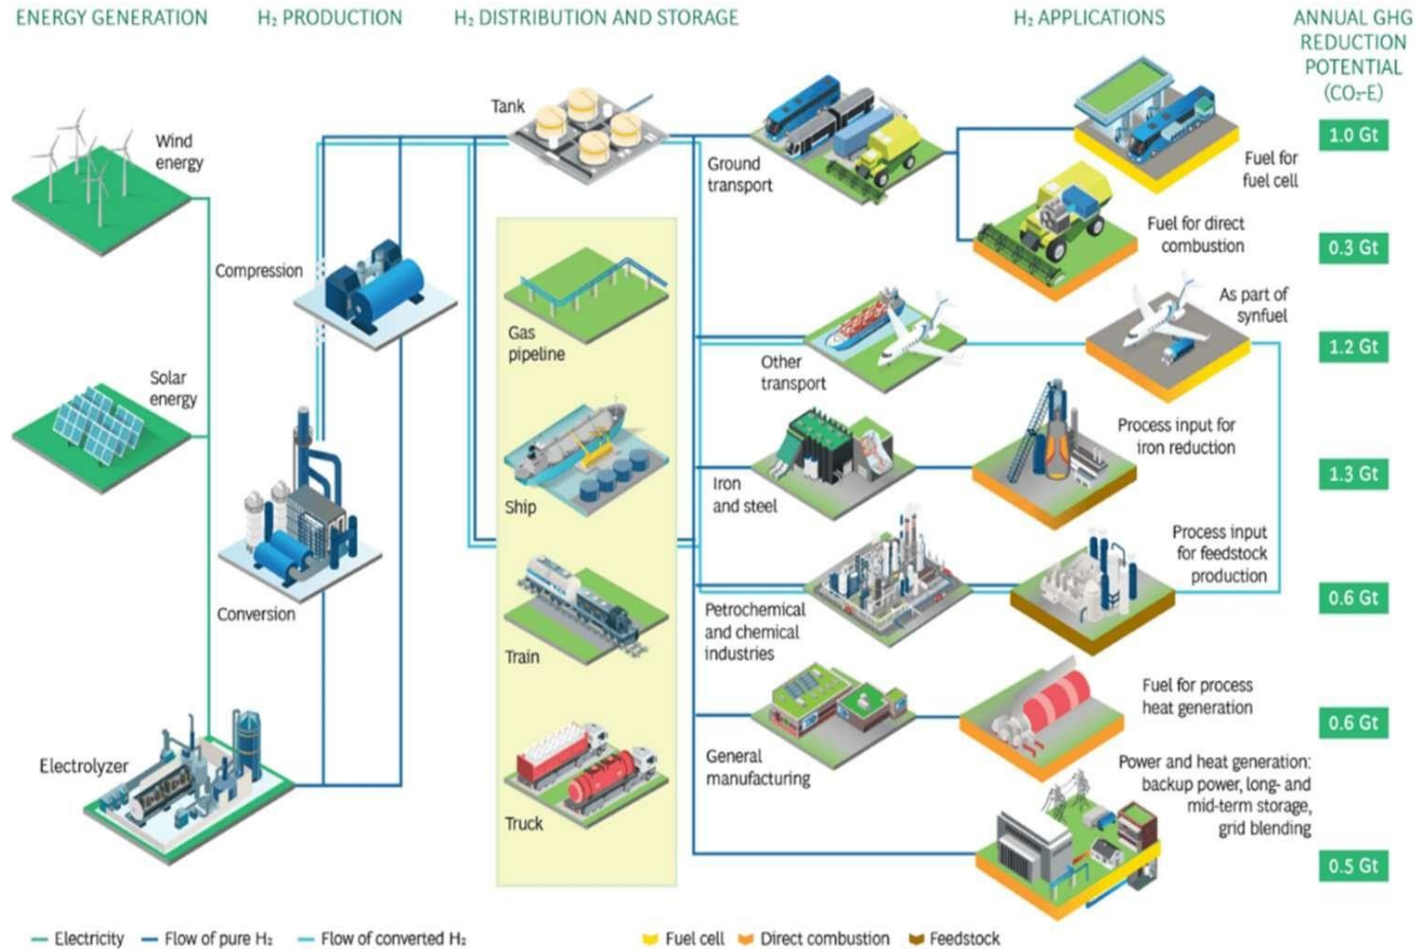 ENERGY GENERATION
H₂ PRODUCTION
H₂ DISTRIBUTION AND STORAGE
H₂ APPLICATIONS
ANNUAL GHG
REDUCTION
POTENTIAL
(CO₂-E)
Wind
energy
Solar
energy
Electrolyzer
Compression
Conversion
Tank
Gas
pipeline
Ship
Train
Truck
Ground
transport
Fuel for
fuel cell
1.0 Gt
Fuel for direct
combustion
0.3 Gt
Other
transport
As part of
synfuel
1.2 Gt
Iron
and steel
Process input for
iron reduction
1.3 Gt
Petrochemical
and chemical
industries
Process input
for feedstock
production
0.6 Gt
General
manufacturing
Fuel for process
heat generation
0.6 Gt
Power and heat generation:
backup power, long- and
mid-term storage,
grid blending
0.5 Gt
Electricity
Flow of pure H₂
Flow of converted H₂
Fuel cell
Direct combustion
Feedstock